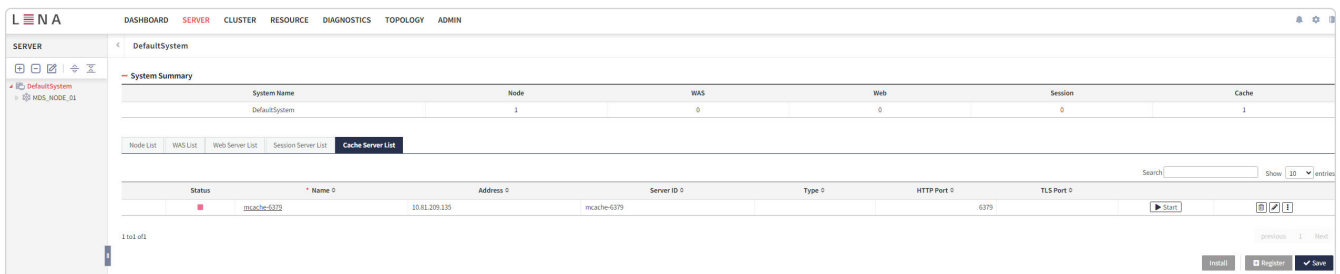 LENA DASHBOARD SERVER CLUSTER RESOURCE DIAGNOSTICS TOPOLOGY ADMIN
SERVER DefaultSystem
DefaultSystem
MDS_NODE_01
System Summary
System Name Node WAS Web Session Cache
DefaultSystem 1 0 0 0 1
Node List WAS List Web Server List Session Server List Cache Server List
Search Show 10 entries
Status * Name Address Server ID Type HTTP Port TLS Port
mcache-6379 10.81.209.135 mcache-6379 6379 Start
1 to1 of1 previous 1 Next
Install Register Save